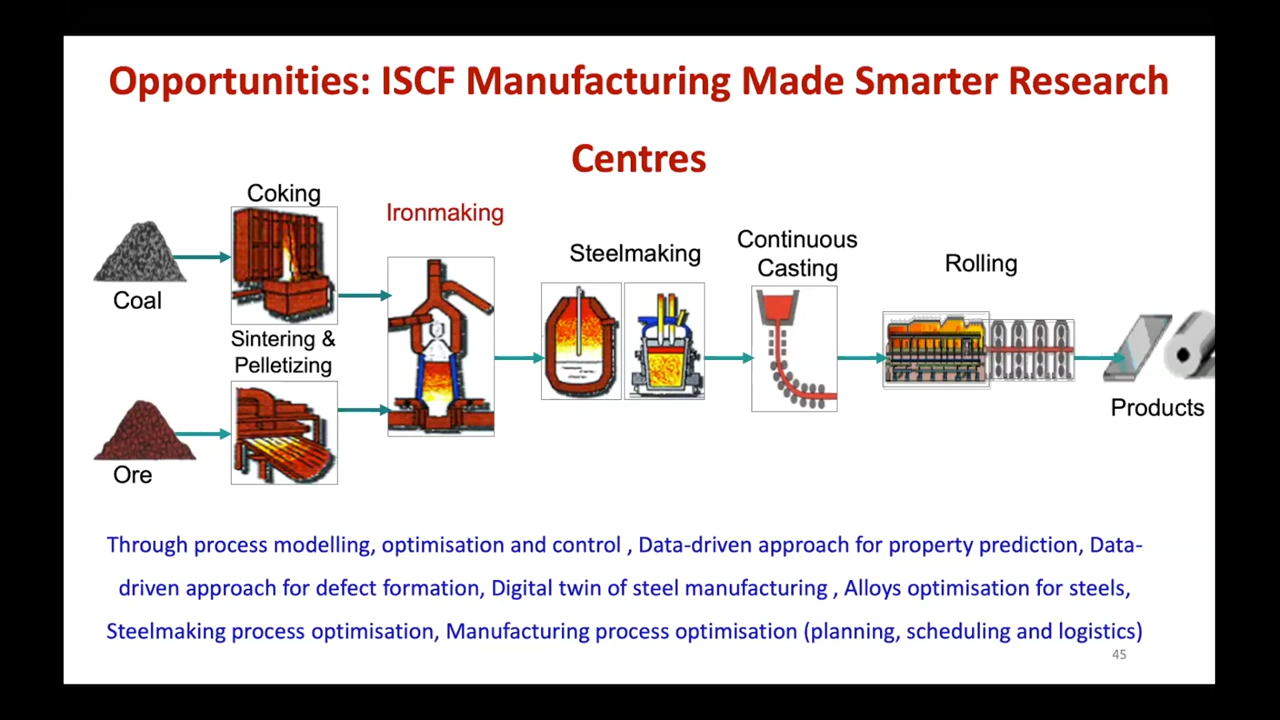 Opportunities: ISCF Manufacturing Made Smarter Research
Centres
Coking
Ironmaking
Steelmaking
Continuous
Casting
Rolling
Coal
Sintering &
Pelletizing
Products
Ore
Through process modelling, optimisation and control , Data-driven approach for property prediction, Data-
driven approach for defect formation, Digital twin of steel manufacturing , Alloys optimisation for steels,
Steelmaking process optimisation, Manufacturing process optimisation (planning, scheduling and logistics)
45